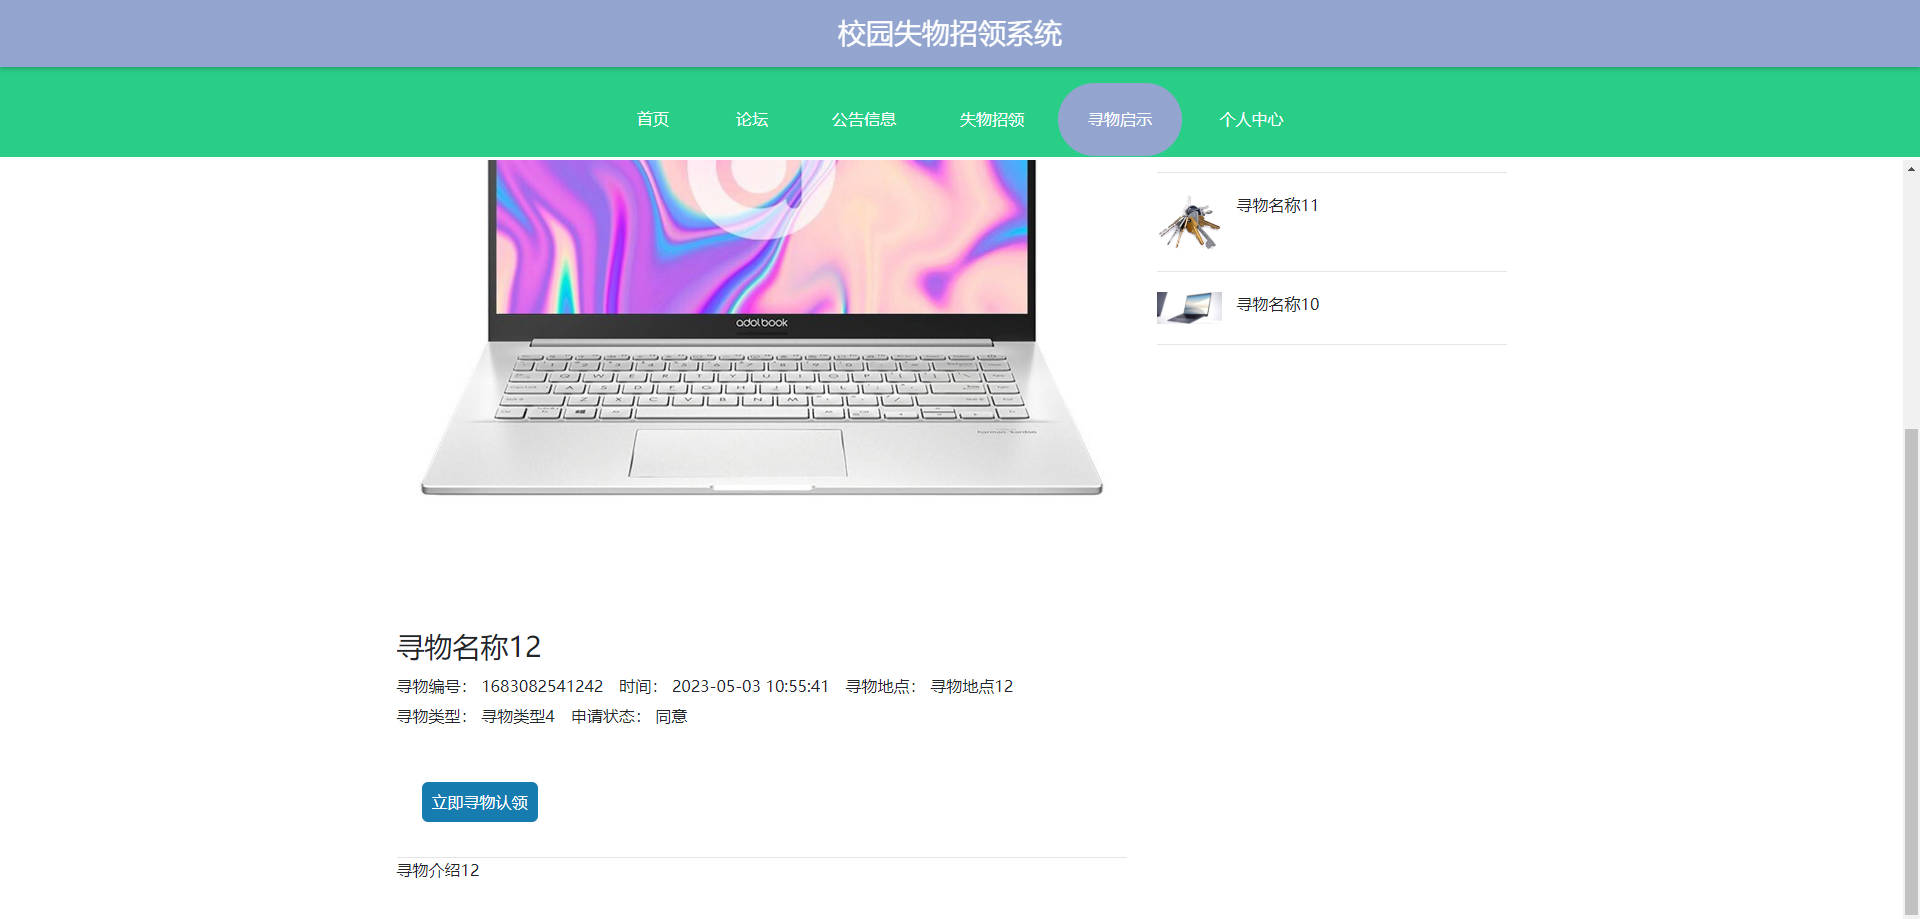 校园失物招领系统
首页 论坛 公告信息 失物招领 寻物启示 个人中心
adolbook
harman kardon
寻物名称11
寻物名称10
寻物名称12
寻物编号： 1683082541242 时间： 2023-05-03 10:55:41 寻物地点： 寻物地点12
寻物类型： 寻物类型4 申请状态： 同意
立即寻物认领
寻物介绍12